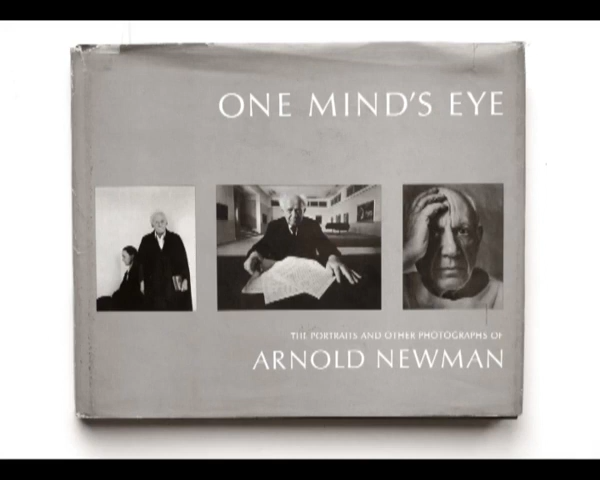 ONE MIND'S EYE
THE PORTRAITS AND OTHER PHOTOGRAPHS OF
ARNOLD NEWMAN